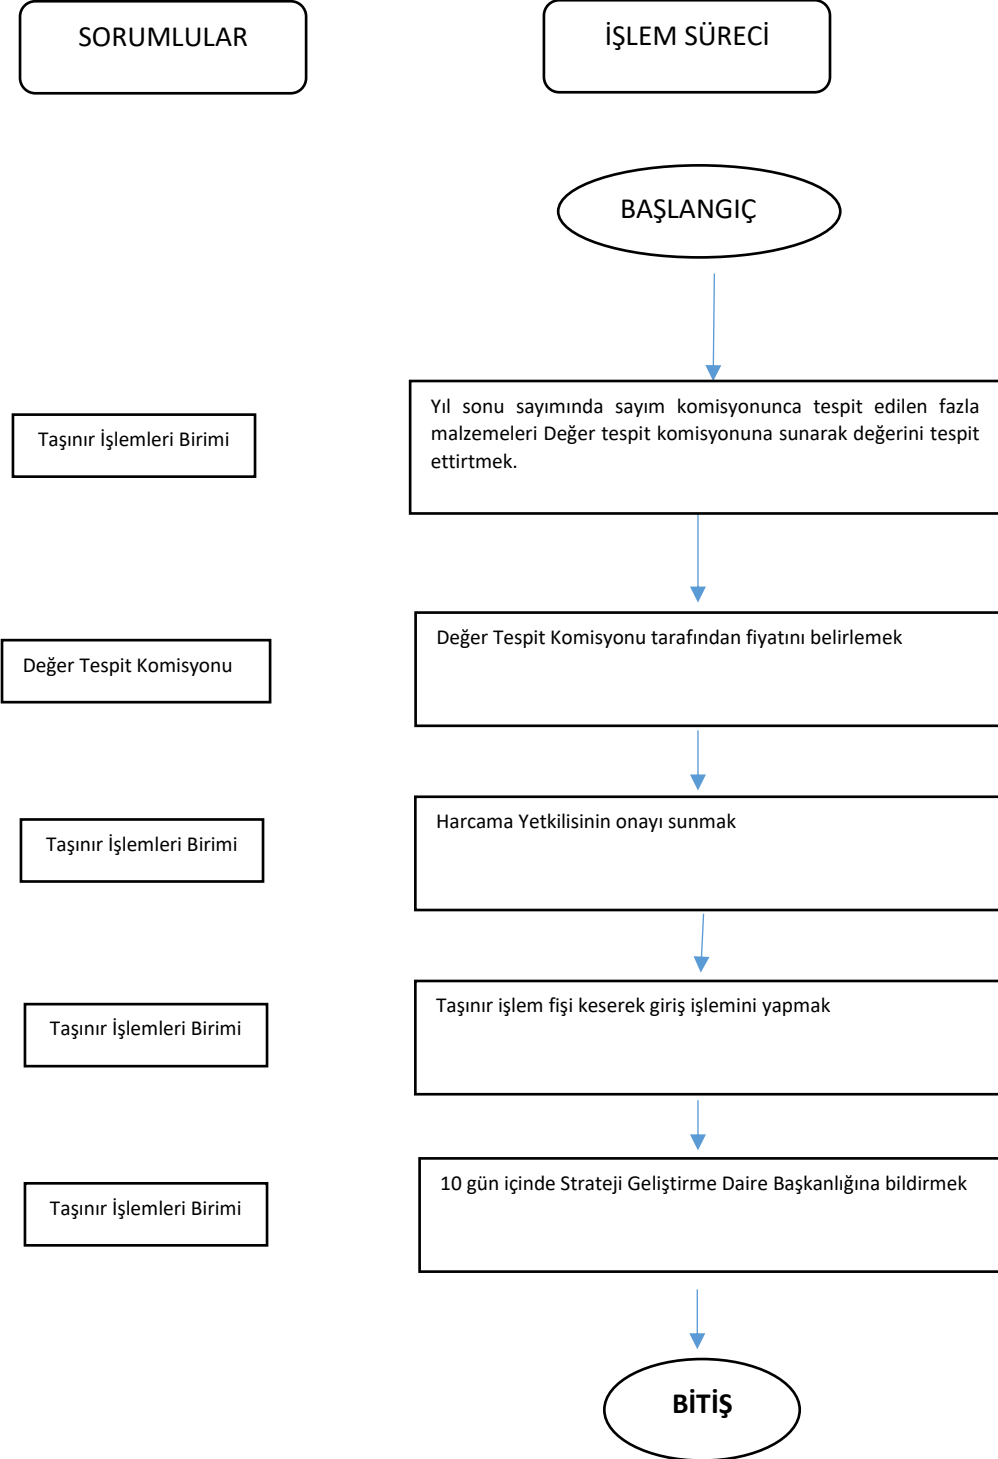 SORUMLULAR
İŞLEM SÜRECİ
BAŞLANGIÇ
Taşınır İşlemleri Birimi
Yıl sonu sayımında sayım komisyonunca tespit edilen fazla
malzemeleri Değer tespit komisyonuna sunarak değerini tespit
ettirtmek.
Değer Tespit Komisyonu
Değer Tespit Komisyonu tarafından fiyatını belirlemek
Taşınır İşlemleri Birimi
Harcama Yetkilisinin onayı sunmak
Taşınır İşlemleri Birimi
Taşınır işlem fişi keserek giriş işlemini yapmak
Taşınır İşlemleri Birimi
10 gün içinde Strateji Geliştirme Daire Başkanlığına bildirmek
BİTİŞ